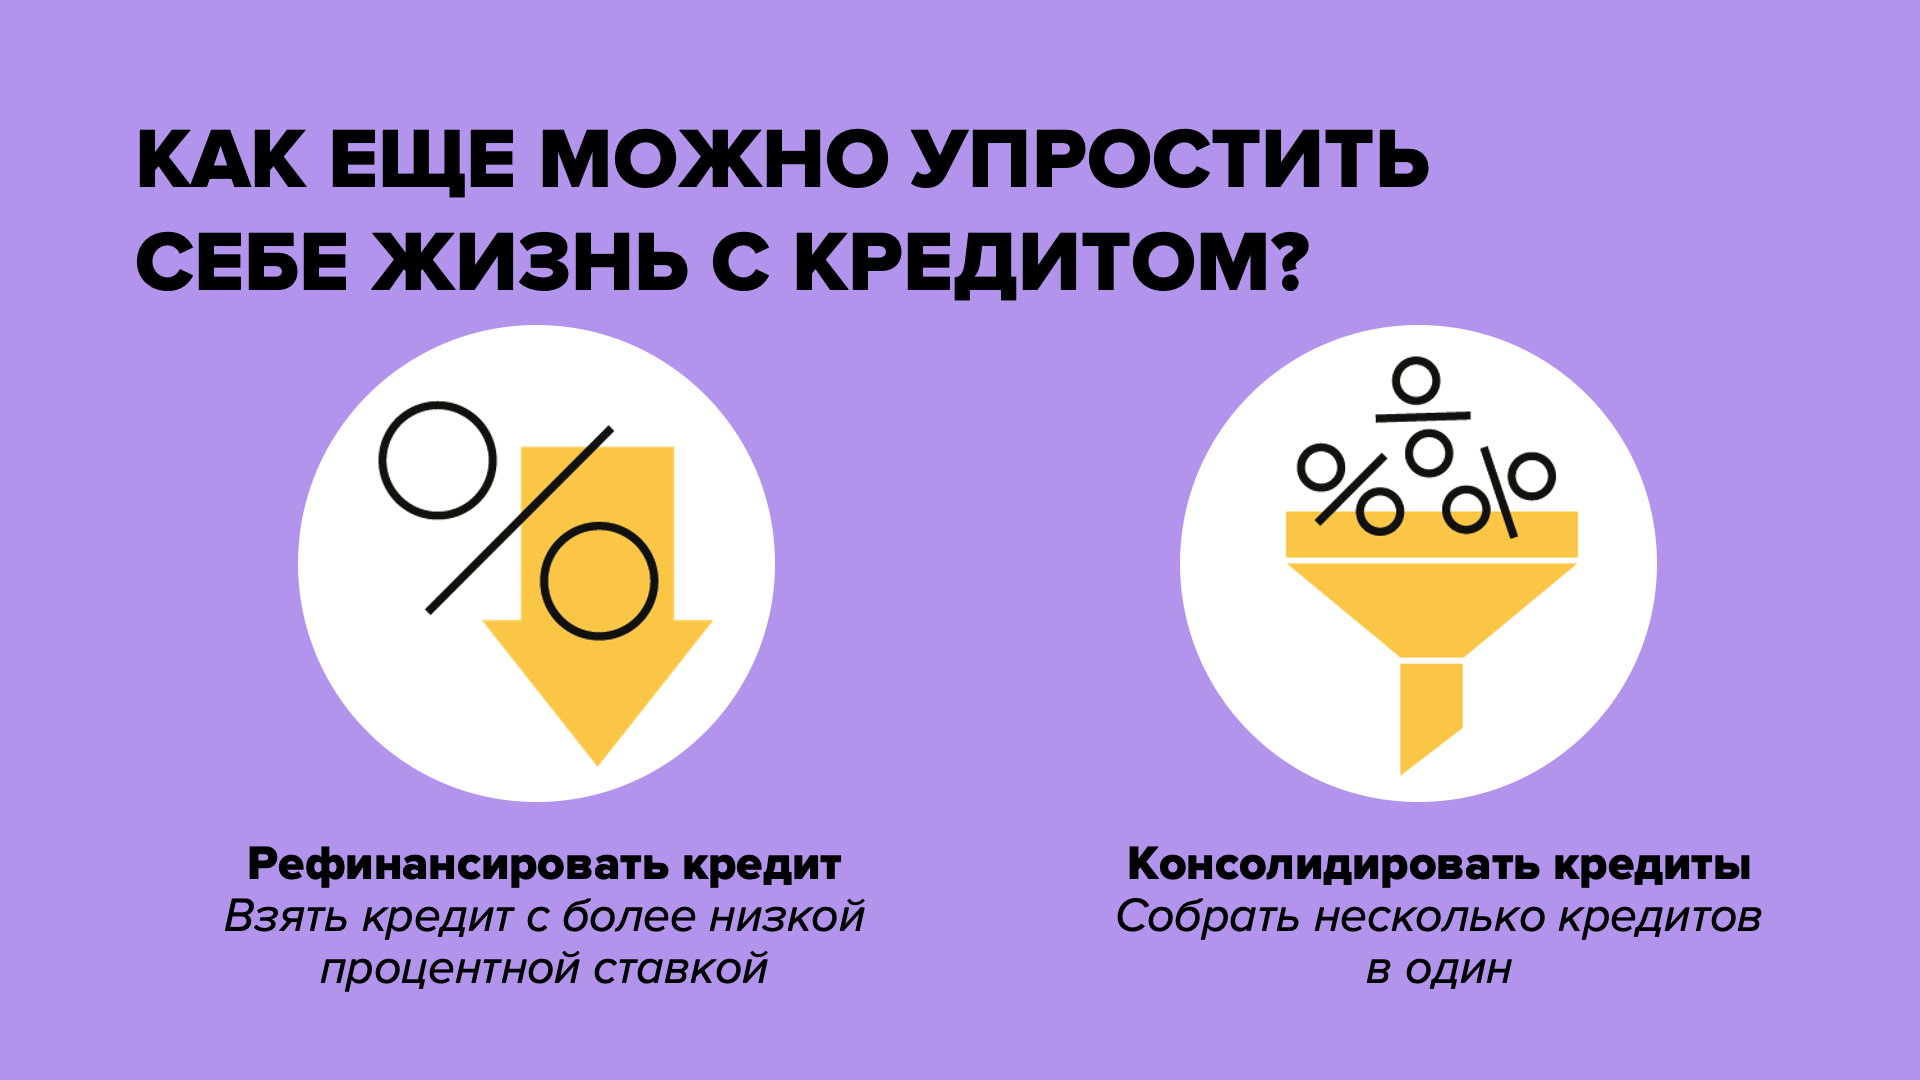 КАК ЕЩЕ МОЖНО УПРОСТИТЬ
СЕБЕ ЖИЗНЬ С КРЕДИТОМ?
Рефинансировать кредит
Взять кредит с более низкой
процентной ставкой
Консолидировать кредиты
Собрать несколько кредитов
в один